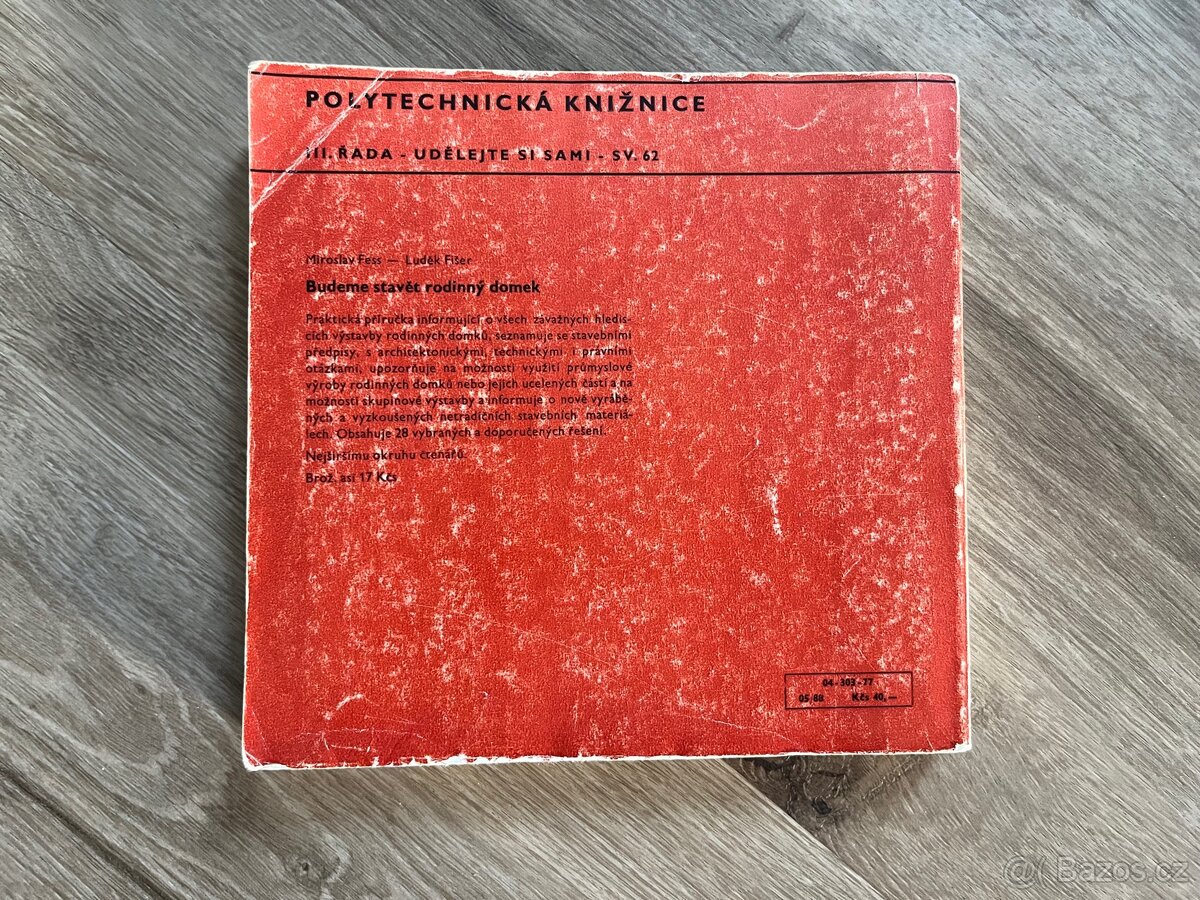 POLYTECHNICKÁ KNIŽNICE
III. ŘADA - UDĚLEJTE SI SAMI - SV. 62
Miroslav Fess — Luděk Fišer
Budeme stavět rodinný domek
Praktická příručka informující o všech závažných hledis-
cích výstavby rodinných domků, seznamuje se stavebními
předpisy, s architektonickými, technickými i právními
otázkami, upozorňuje na možnosti využití průmyslové
výroby rodinných domků nebo jejich ucelených částí a na
možnosti skupinové výstavby a informuje o nově vyrábě-
ných a vyzkoušených netradičních stavebních materiá-
lech. Obsahuje 28 vybraných a doporučených řešení.
Nejširšímu okruhu čtenářů.
Brož. asi 17 Kčs
04 - 303 - 77
05/88 Kčs 40,—
@ Bazos.cz